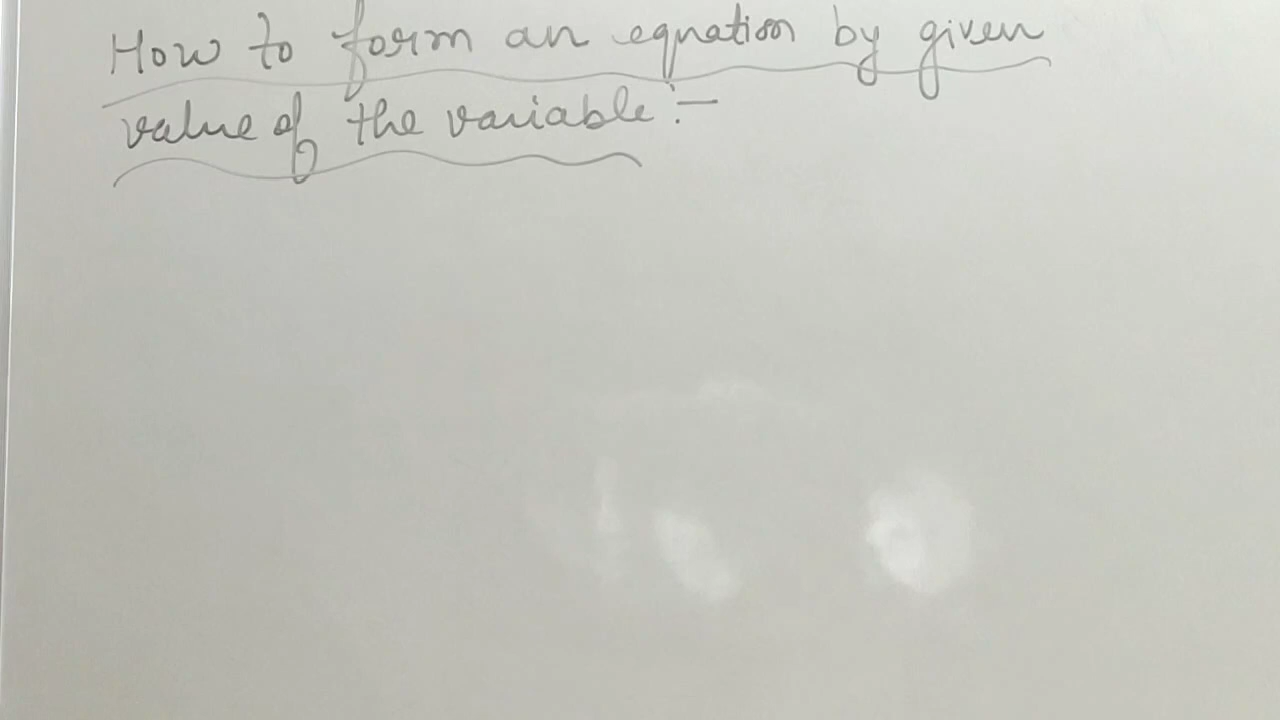 How to form an equation by given
value of the variable :-